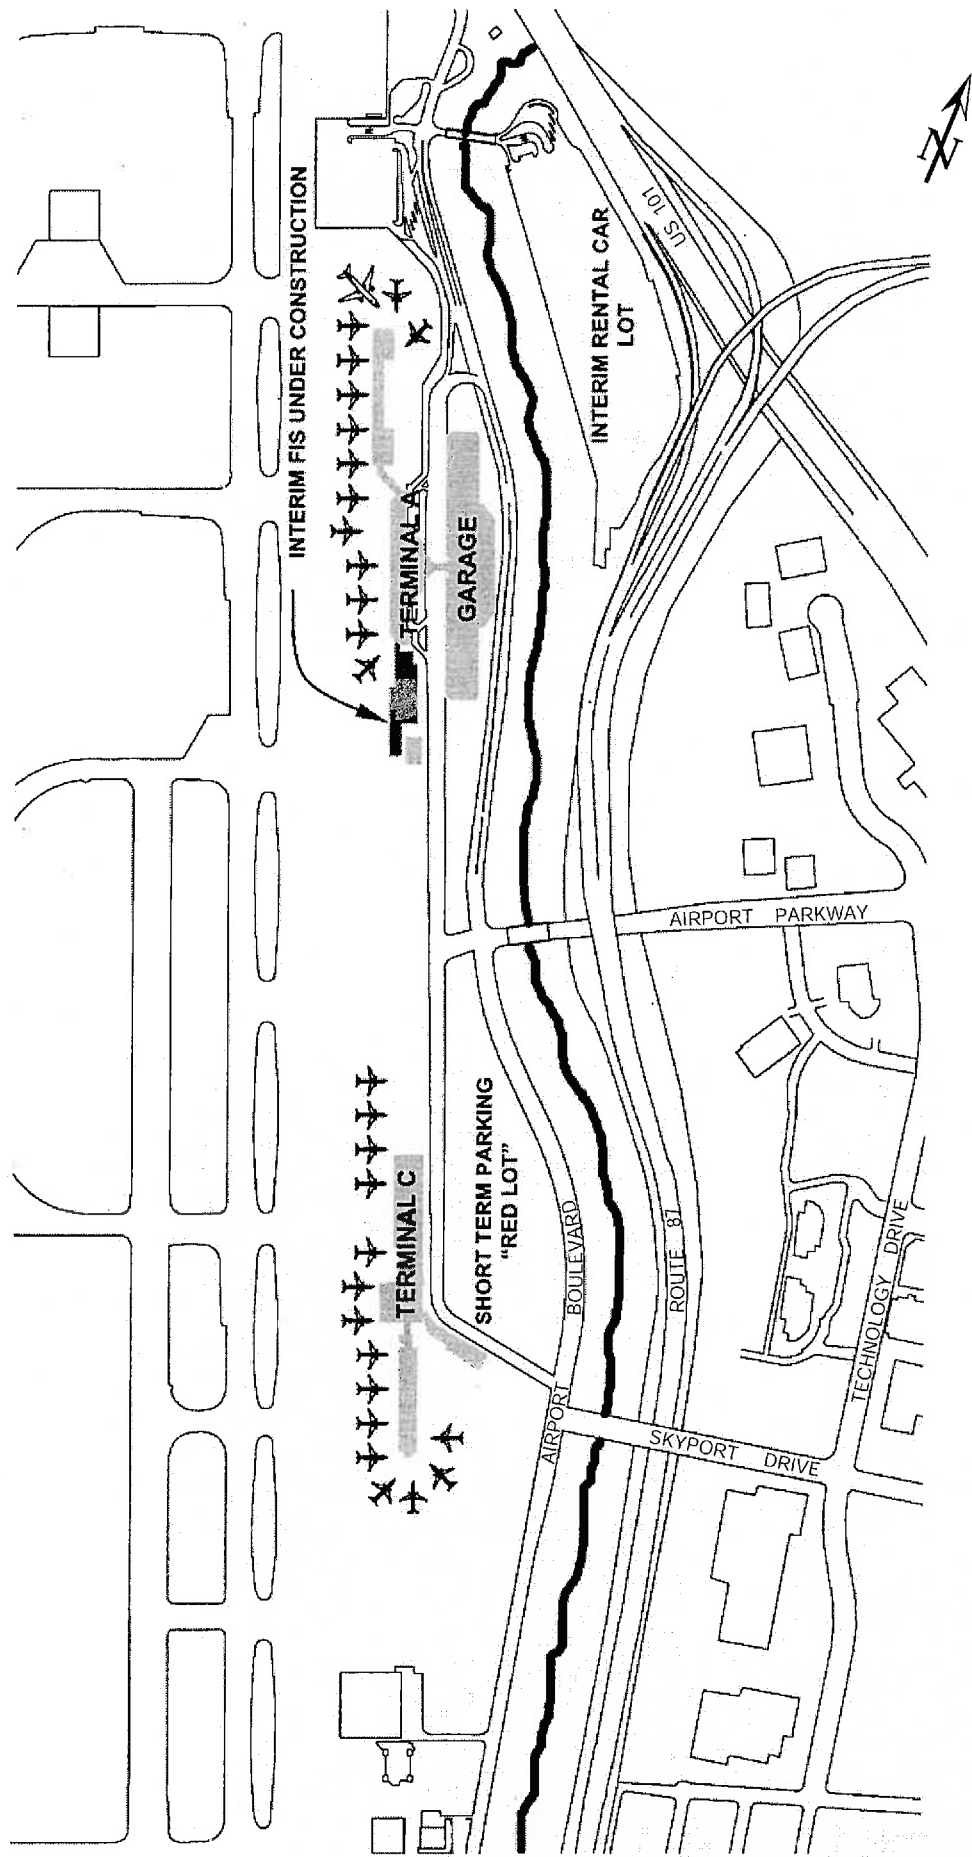 N
US 101
INTERIM FIS UNDER CONSTRUCTION
INTERIM RENTAL CAR
LOT
TERMINAL A
GARAGE
AIRPORT PARKWAY
SHORT TERM PARKING
"RED LOT"
TERMINAL C
AIRPORT BOULEVARD
ROUTE 87
TECHNOLOGY DRIVE
SKYPORT DRIVE